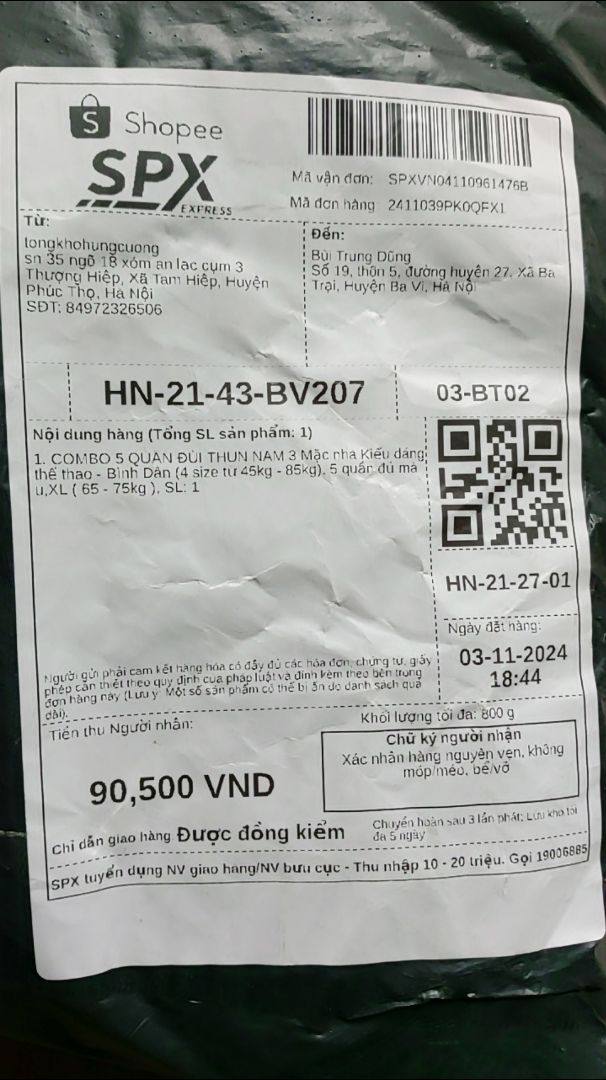 Shopee
SPX
EXPRESS
Mã vận đơn: SPXVN04110961476B
Mã đơn hàng 2411039PK0QFX1
Từ:
tongkhohungcuong
sn 35 ngõ 18 xóm an lạc cụm 3
Thượng Hiệp, Xã Tam Hiệp, Huyện
Phúc Thọ, Hà Nội
SĐT: 84972326506
Đến:
Bùi Trung Dũng
Số 19, thôn 5, đường huyện 27, Xã Ba
Trại, Huyện Ba Vì, Hà Nội
HN-21-43-BV207
03-BT02
Nội dung hàng (Tổng SL sản phẩm: 1)
1. COMBO 5 QUẦN ĐÙI THUN NAM 3 Mặc nhà Kiểu dáng
thể thao - Bình Dân (4 size từ 45kg - 85kg), 5 quần đủ mà
u,XL ( 65 - 75kg ), SL: 1
HN-21-27-01
Ngày đặt hàng:
03-11-2024
18:44
Người gửi phải cam kết hàng hóa có đầy đủ các hóa đơn, chứng từ, giấy
phép cần thiết theo quy định của pháp luật và đính kèm theo bên trong
đơn hàng này (Lưu ý: Một số sản phẩm có thể bị ẩn do danh sách quá
dài).
Khối lượng tối đa: 800 g
Tiền thu Người nhận:
90,500 VND
Chữ ký người nhận
Xác nhận hàng nguyên vẹn, không
móp/méo, bể/vỡ
Chỉ dẫn giao hàng Được đồng kiểm
Chuyển hoàn sau 3 lần phát; Lưu kho tối
đa 5 ngày
SPX tuyển dụng NV giao hàng/NV bưu cục - Thu nhập 10 - 20 triệu. Gọi 19006885